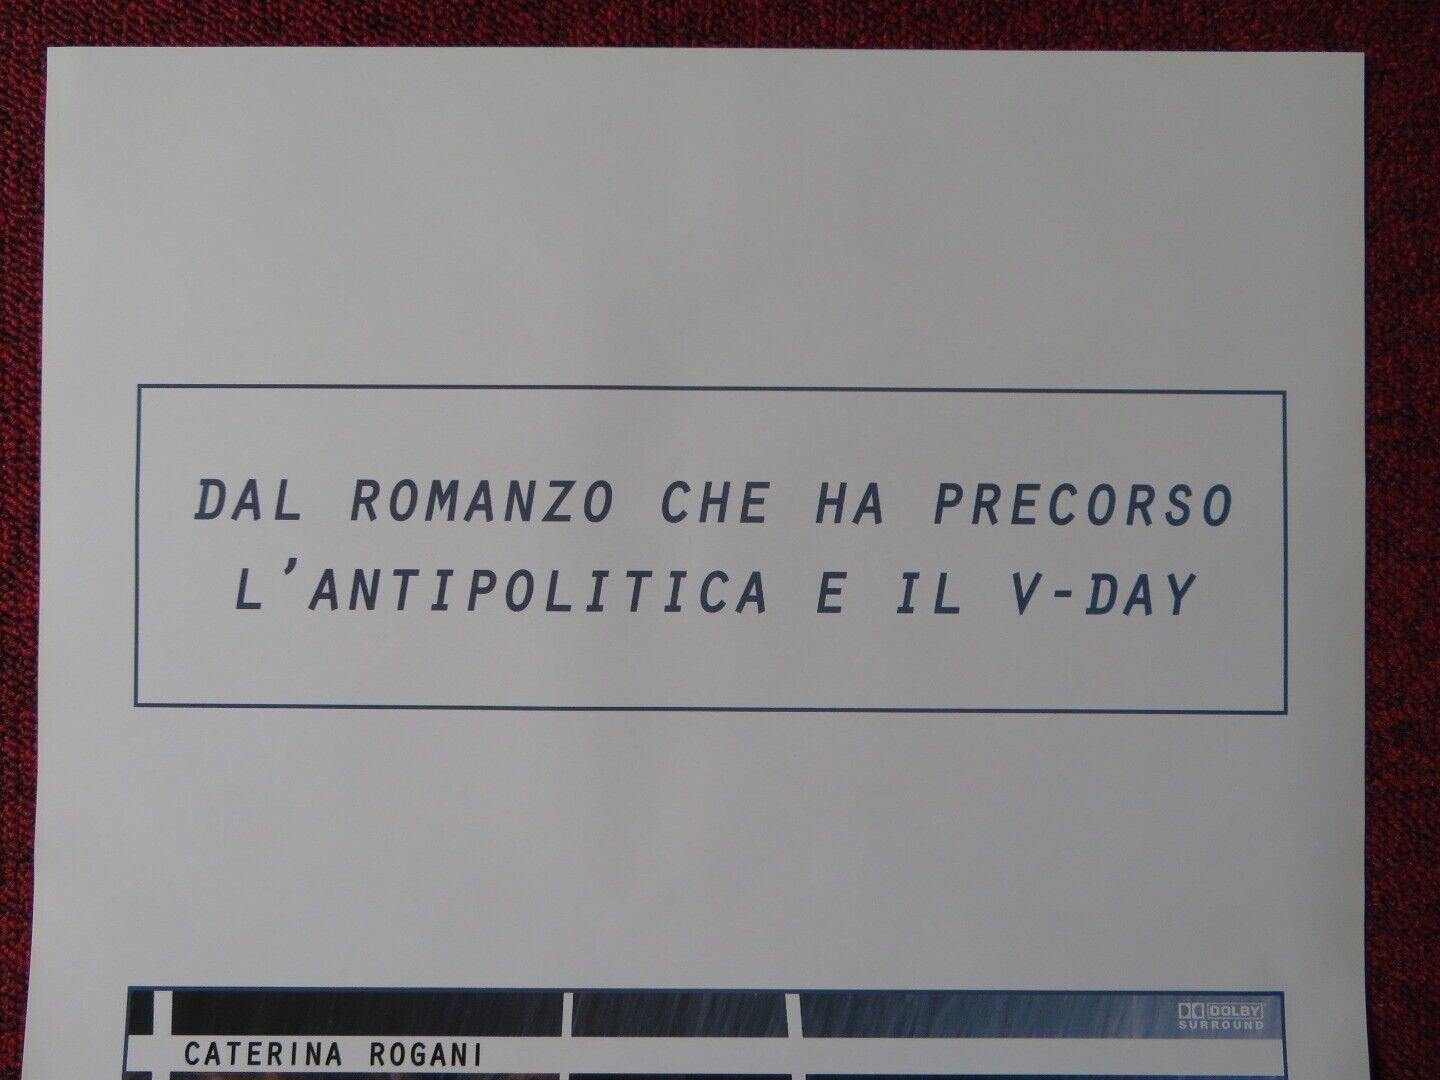 DAL ROMANZO CHE HA PRECORSO
L'ANTIPOLITICA E IL V-DAY
DOLBY
SURROUND
CATERINA ROGANI